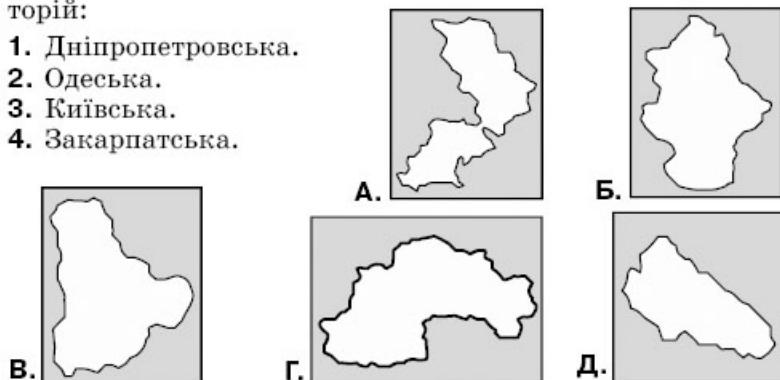 торій:
1. Дніпропетровська.
2. Одеська.
3. Київська.
4. Закарпатська.
А.
Б.
В.
Г.
Д.